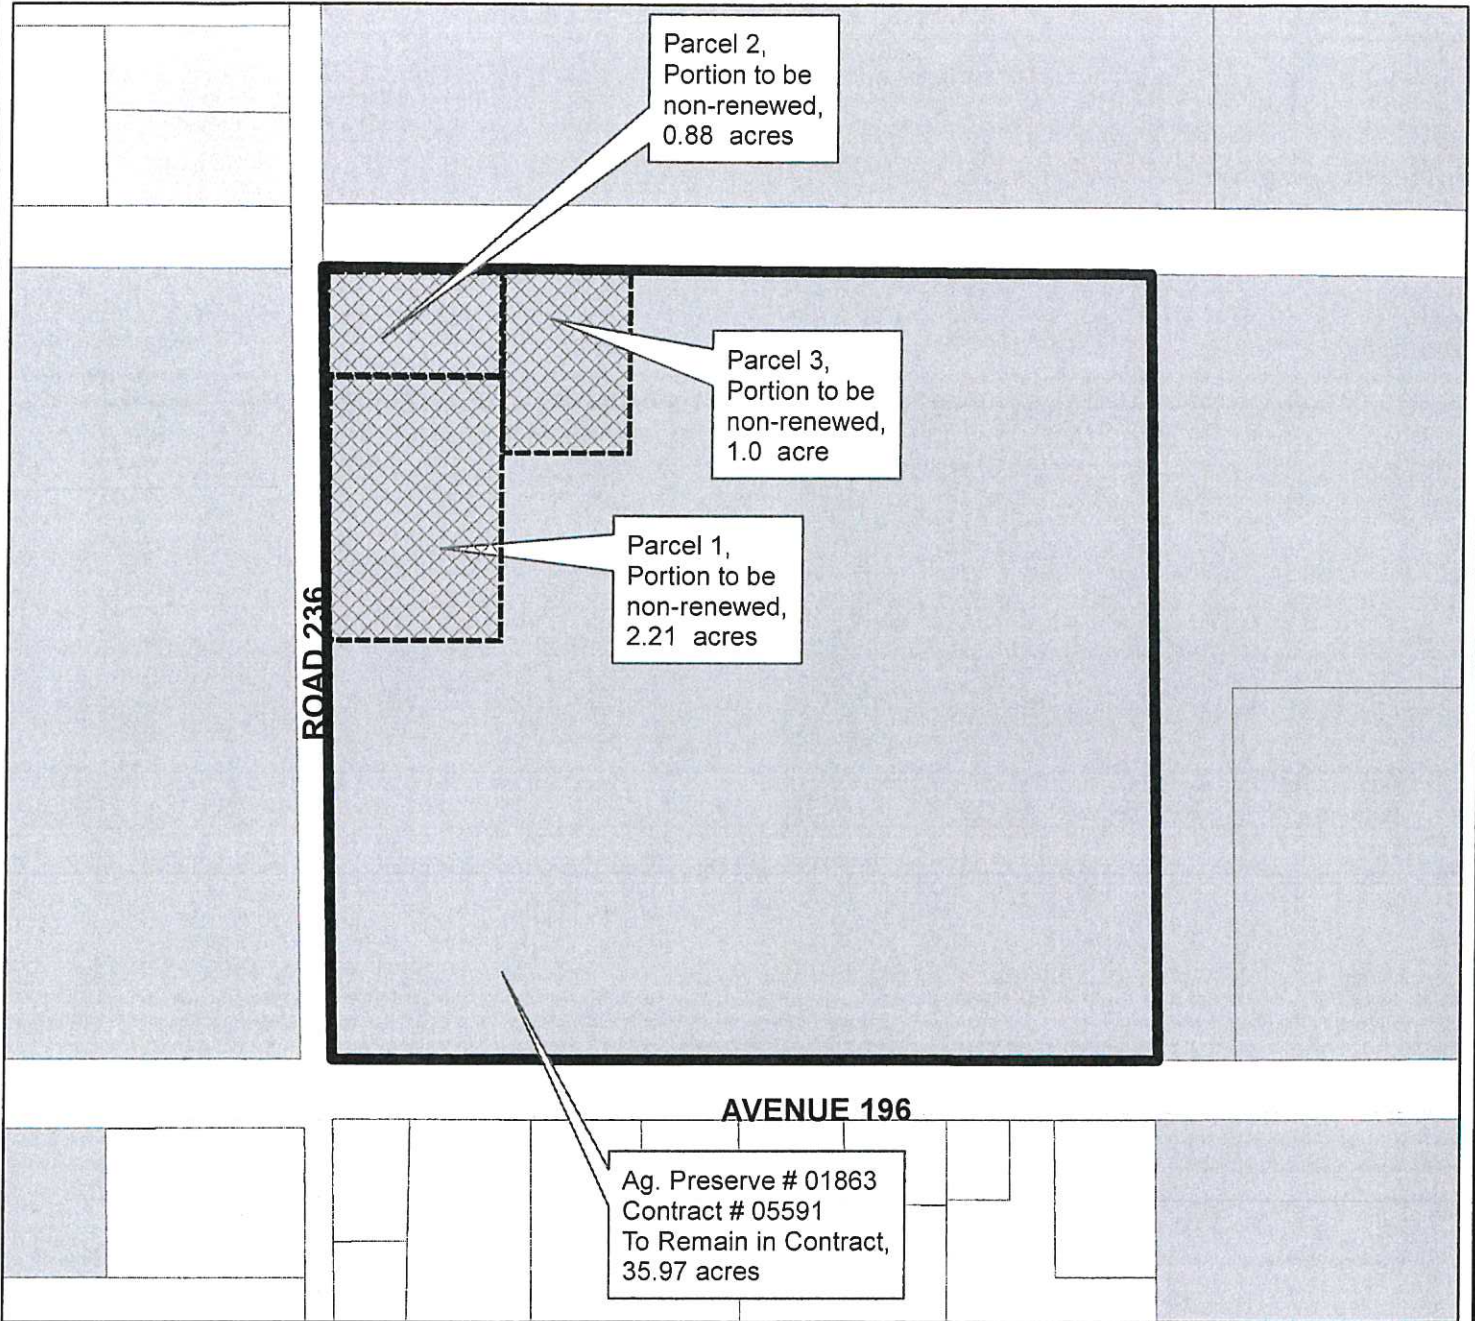 Parcel 2,
Portion to be
non-renewed,
0.88 acres
Parcel 3,
Portion to be
non-renewed,
1.0 acre
Parcel 1,
Portion to be
non-renewed,
2.21 acres
ROAD 236
AVENUE 196
Ag. Preserve # 01863
Contract # 05591
To Remain in Contract,
35.97 acres